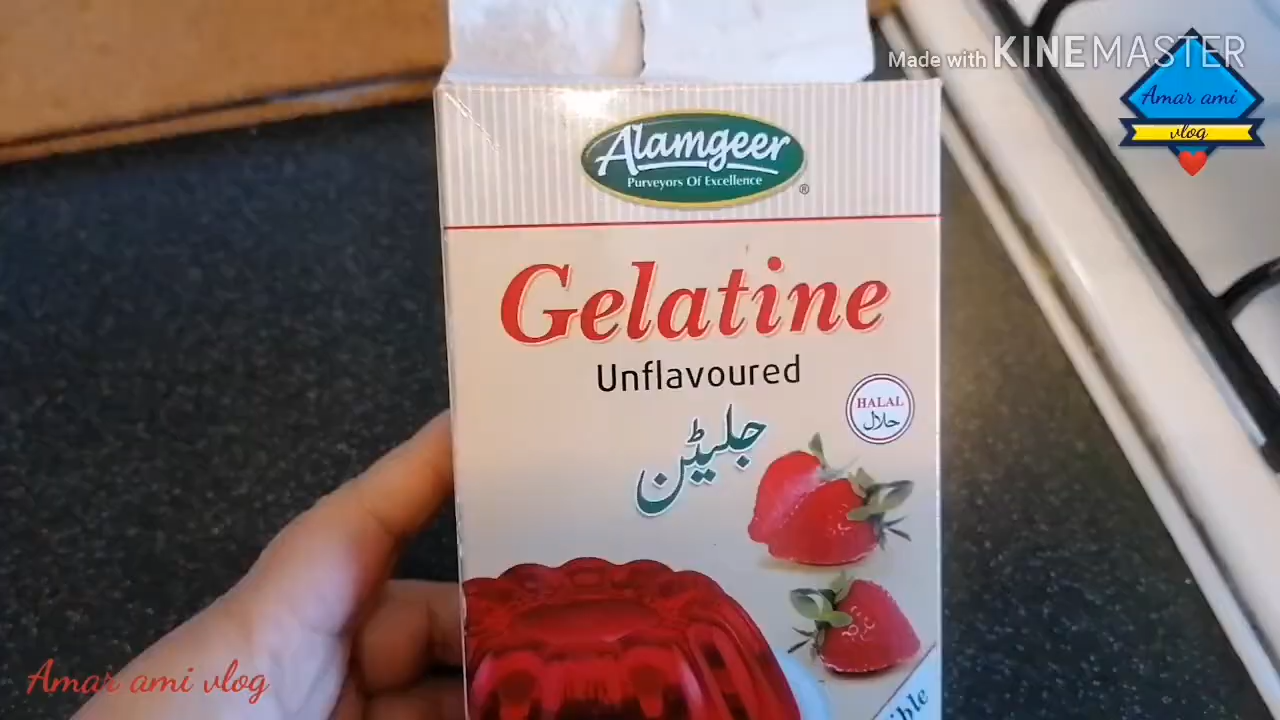 Made with KINEMASTER
Amar ami
vlog
Alamgeer
Purveyors Of Excellence
®
Gelatine
Unflavoured
HALAL
حلال
جلیٹن
Amar ami vlog